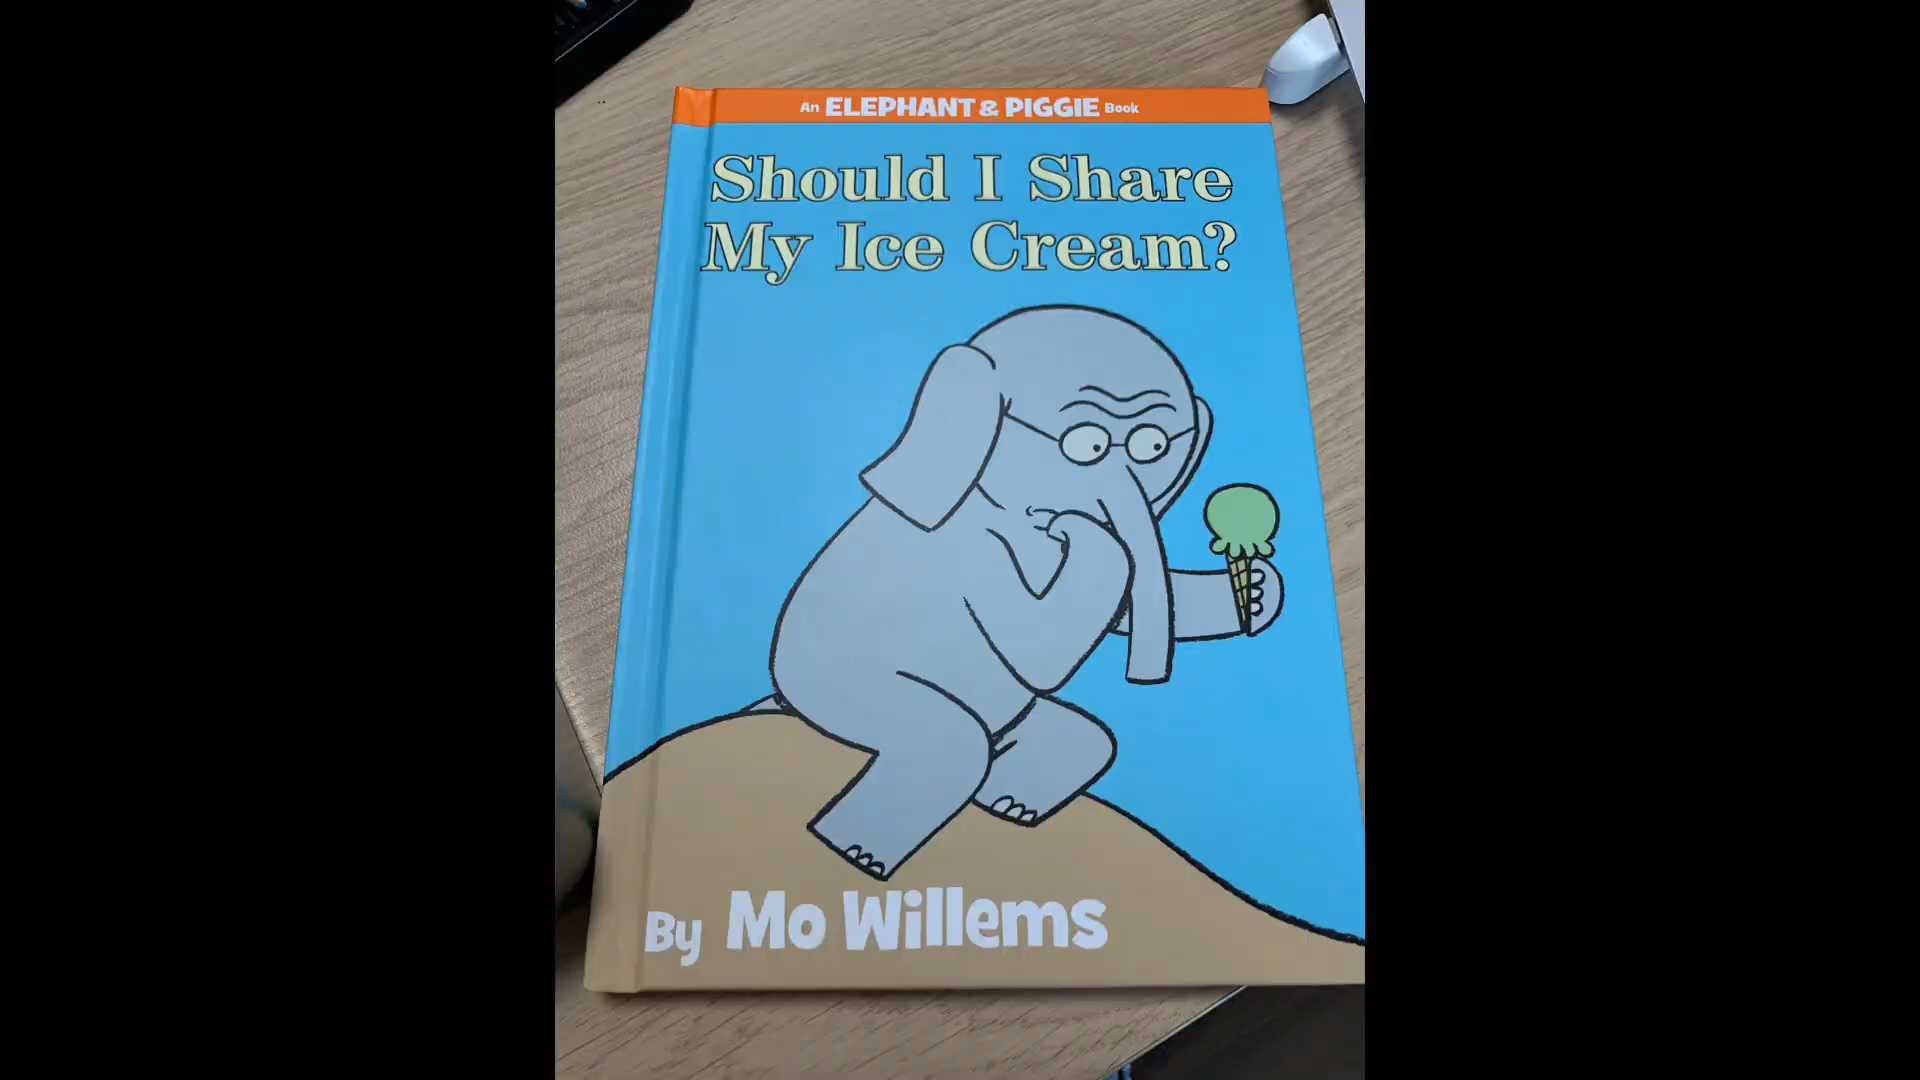 An ELEPHANT & PIGGIE Book
Should I Share
My Ice Cream?
By Mo Willems